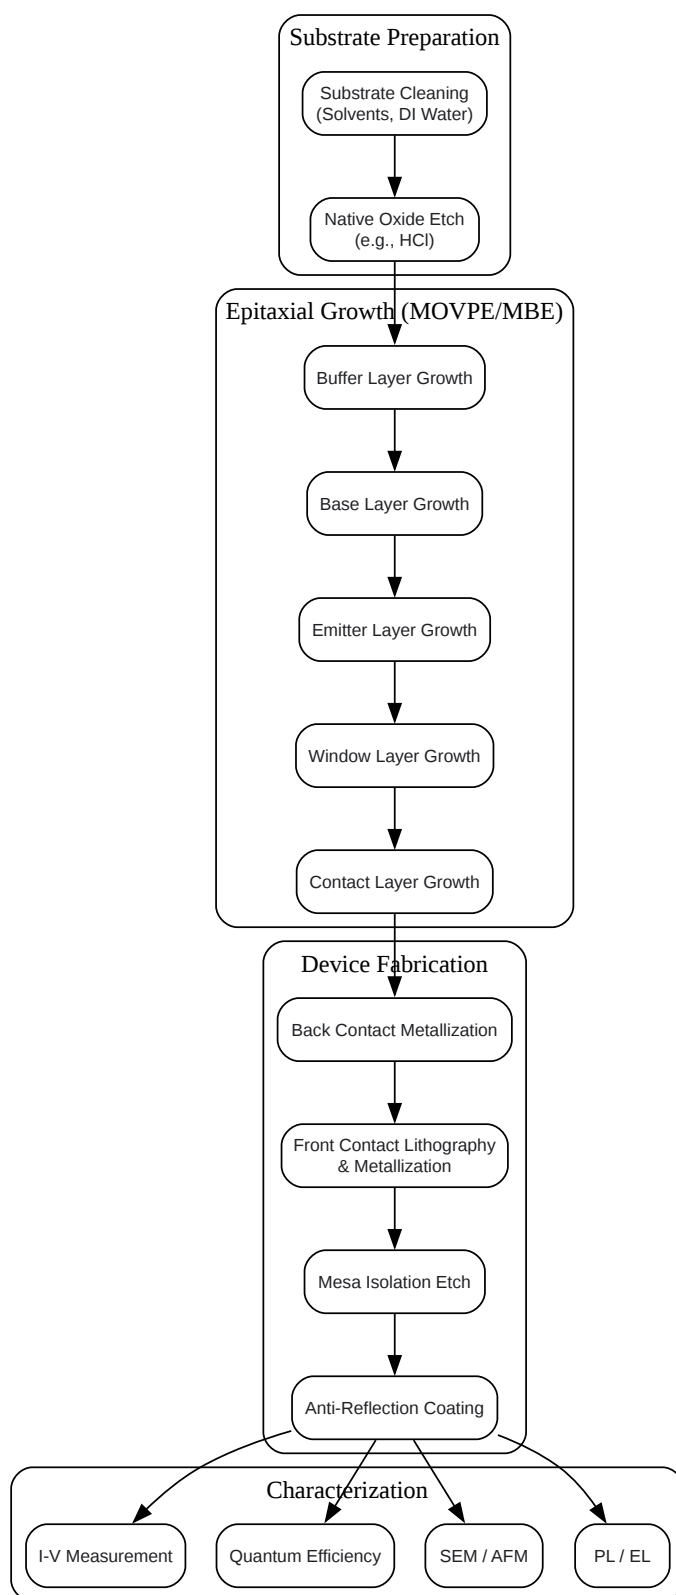 Substrate Preparation
Substrate Cleaning
(Solvents, DI Water)
Native Oxide Etch
(e.g., HCl)
Epitaxial Growth (MOVPE/MBE)
Buffer Layer Growth
Base Layer Growth
Emitter Layer Growth
Window Layer Growth
Contact Layer Growth
Device Fabrication
Back Contact Metallization
Front Contact Lithography
& Metallization
Mesa Isolation Etch
Anti-Reflection Coating
Characterization
I-V Measurement
Quantum Efficiency
SEM / AFM
PL / EL